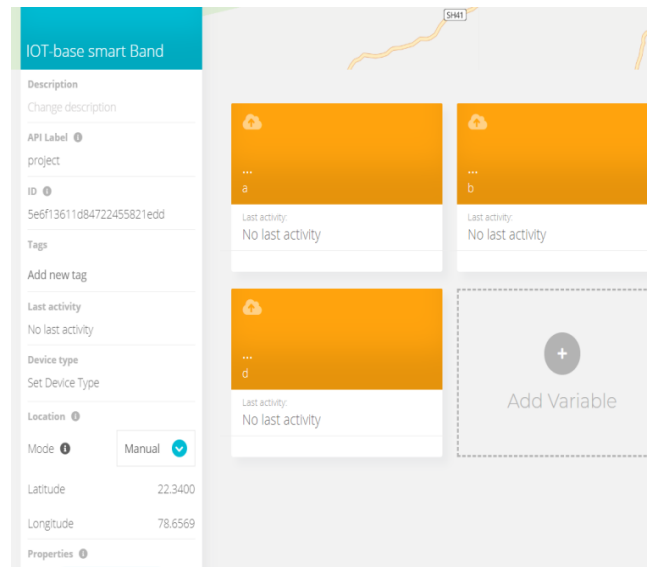 SH41
IOT-base smart Band
Description
Change description
API Label
project
ID
5e6f13611d84722455821edd
Tags
Add new tag
Last activity
No last activity
Device type
Set Device Type
Location
Mode
Manual
Latitude
22.3400
Longitude
78.6569
Properties
...
a
Last activity:
No last activity
...
b
Last activity:
No last activity
...
d
Last activity:
No last activity
Add Variable